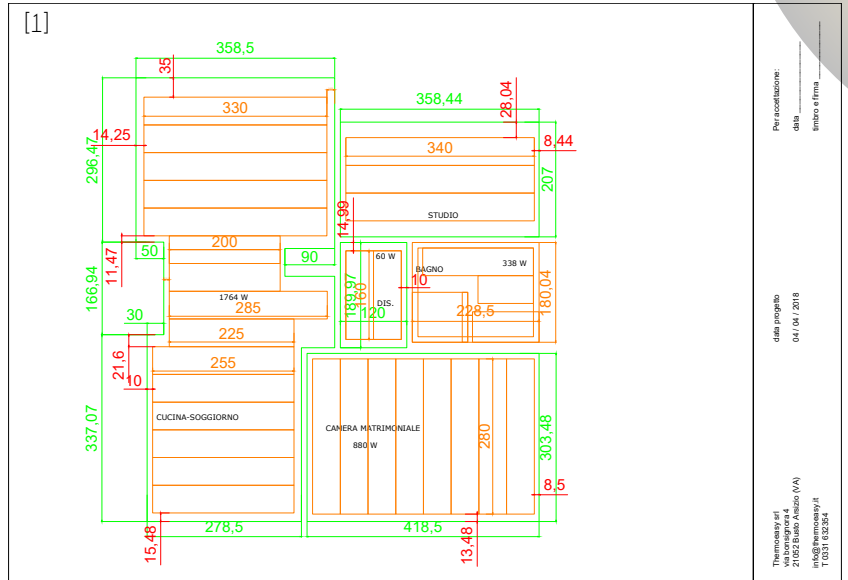 [1]
358,5
35
330
14,25
296,47
358,44
28,04
8,44
340
207
STUDIO
14,99
200
50
11,47
90
60 W
BAGNO
338 W
10
180,04
166,94
1764 W
285
189,97
160
DIS.
120
228,5
30
225
21,6
255
10
337,07
CUCINA-SOGGIORNO
CAMERA MATRIMONIALE
880 W
280
303,48
8,5
15,48
278,5
418,5
13,48
Per accettazione:
data
timbro e firma
data progetto
04 / 04 / 2018
Thermoeasy srl
via bonsignora 4
21052 Busto Arsizio (VA)
info@thermoeasy.it
T 0331 632354